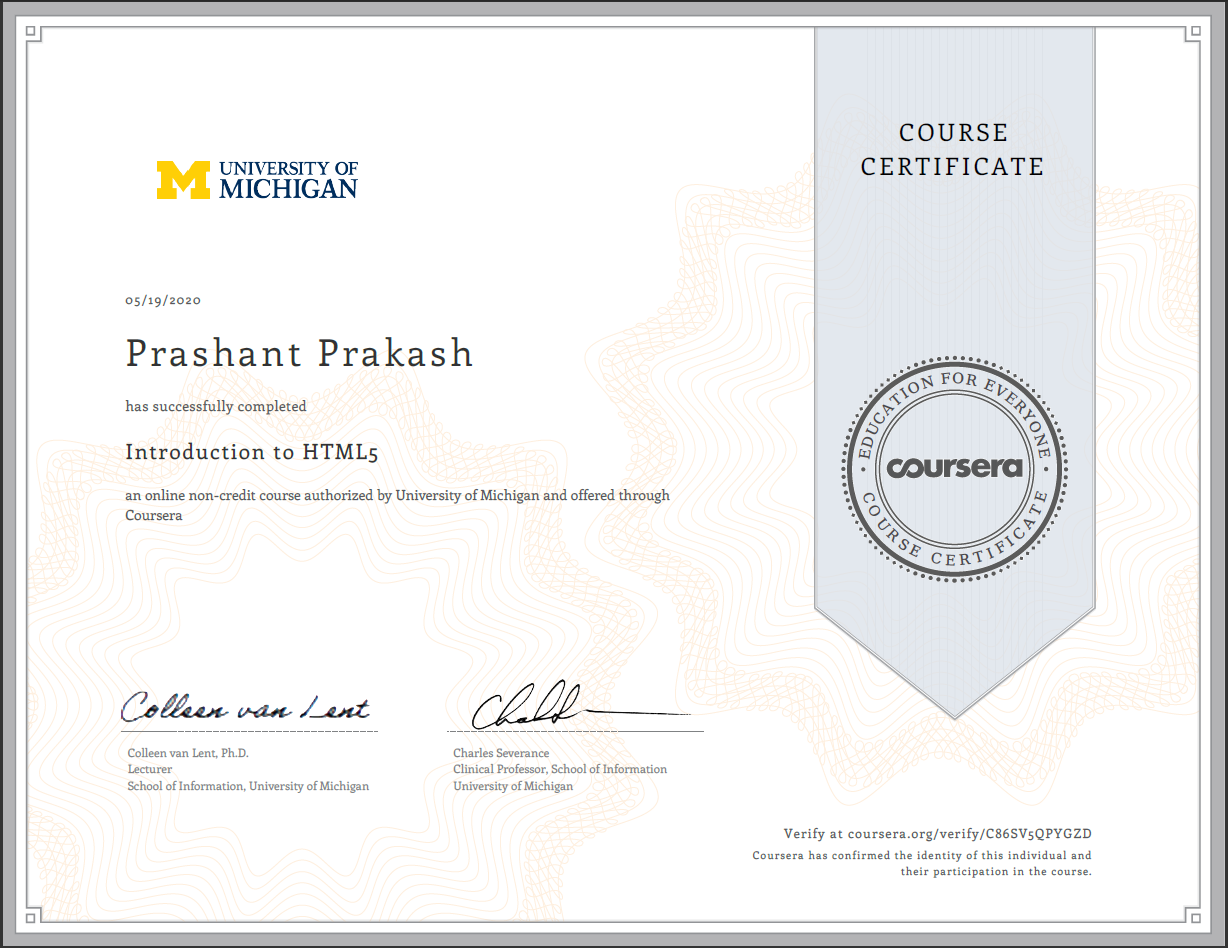 COURSE
CERTIFICATE
UNIVERSITY OF
MICHIGAN
05/19/2020
Prashant Prakash
has successfully completed
Introduction to HTML5
an online non-credit course authorized by University of Michigan and offered through
Coursera
EDUCATION FOR EVERYONE
coursera
COURSE CERTIFICATE
Colleen van Lent
Colleen van Lent, Ph.D.
Lecturer
School of Information, University of Michigan
Charles Severance
Clinical Professor, School of Information
University of Michigan
Verify at coursera.org/verify/C86SV5QPYGZD
Coursera has confirmed the identity of this individual and
their participation in the course.